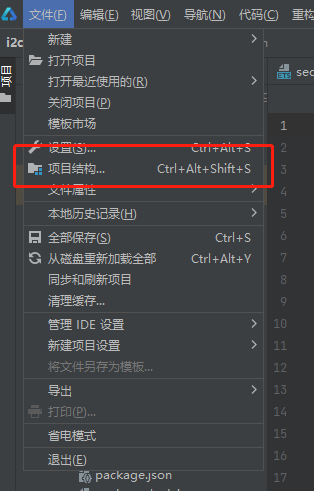 文件(F) 编辑(E) 视图(V) 导航(N) 代码(C) 重构
i2c
新建
打开项目
打开最近使用的(R)
关闭项目(P)
模板市场
设置(S)... Ctrl+Alt+S
项目结构... Ctrl+Alt+Shift+S
文件属性
本地历史记录(H)
全部保存(S) Ctrl+S
从磁盘重新加载全部 Ctrl+Alt+Y
同步和刷新项目
清理缓存...
管理 IDE 设置
新建项目设置
将文件另存为模板...
导出
打印(P)...
省电模式
退出(E)
package.json
项目
ETS sec
1
2
3
4
5
6
7
8
9
10
11
12
13
14
15
16
17